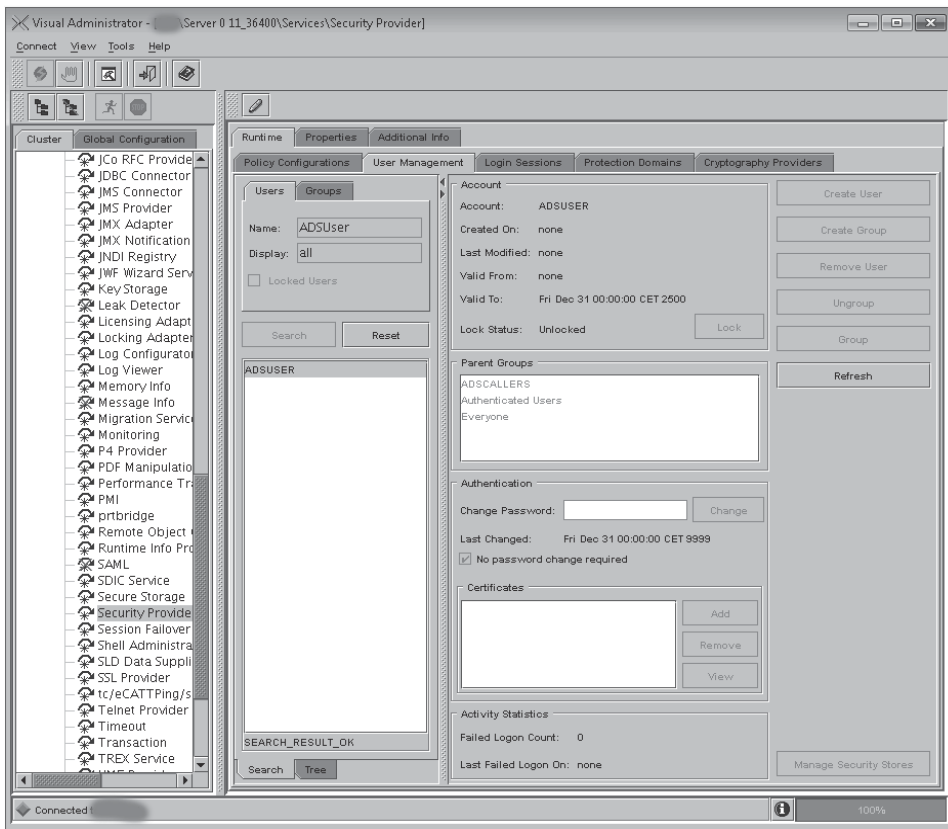 Visual Administrator - [ \Server 0 11_36400\Services\Security Provider]
Connect View Tools Help
Cluster Global Configuration
JCo RFC Provide
JDBC Connector
JMS Connector
JMS Provider
JMX Adapter
JMX Notification
JNDI Registry
JWF Wizard Serv
Key Storage
Leak Detector
Licensing Adapt
Locking Adapter
Log Configurator
Log Viewer
Memory Info
Message Info
Migration Servic
Monitoring
P4 Provider
PDF Manipulatio
Performance Tra
PMI
prtbridge
Remote Object
Runtime Info Pro
SAML
SDIC Service
Secure Storage
Security Provide
Session Failover
Shell Administra
SLD Data Suppli
SSL Provider
tc/eCATTPing/s
Telnet Provider
Timeout
Transaction
TREX Service
Runtime Properties Additional Info
Policy Configurations User Management Login Sessions Protection Domains Cryptography Providers
Users Groups
Name: ADSUser
Display: all
Locked Users
Search Reset
ADSUSER
SEARCH_RESULT_OK
Search Tree
Account
Account: ADSUSER
Created On: none
Last Modified: none
Valid From: none
Valid To: Fri Dec 31 00:00:00 CET 2500
Lock Status: Unlocked Lock
Parent Groups
ADSCALLERS
Authenticated Users
Everyone
Authentication
Change Password: Change
Last Changed: Fri Dec 31 00:00:00 CET 9999
No password change required
Certificates
Add
Remove
View
Activity Statistics
Failed Logon Count: 0
Last Failed Logon On: none
Create User
Create Group
Remove User
Ungroup
Group
Refresh
Manage Security Stores
Connected
100%